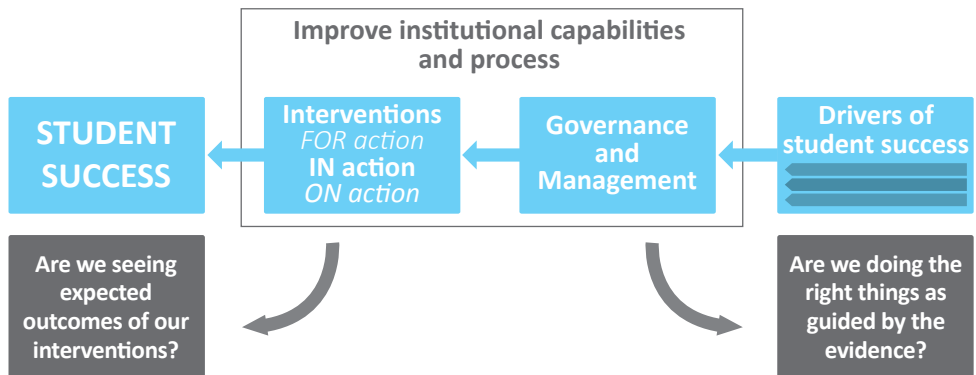 Improve institutional capabilities
and process
STUDENT
SUCCESS
Interventions
FOR action
IN action
ON action
Governance
and
Management
Drivers of
student success
Are we seeing
expected
outcomes of our
interventions?
Are we doing the
right things as
guided by the
evidence?